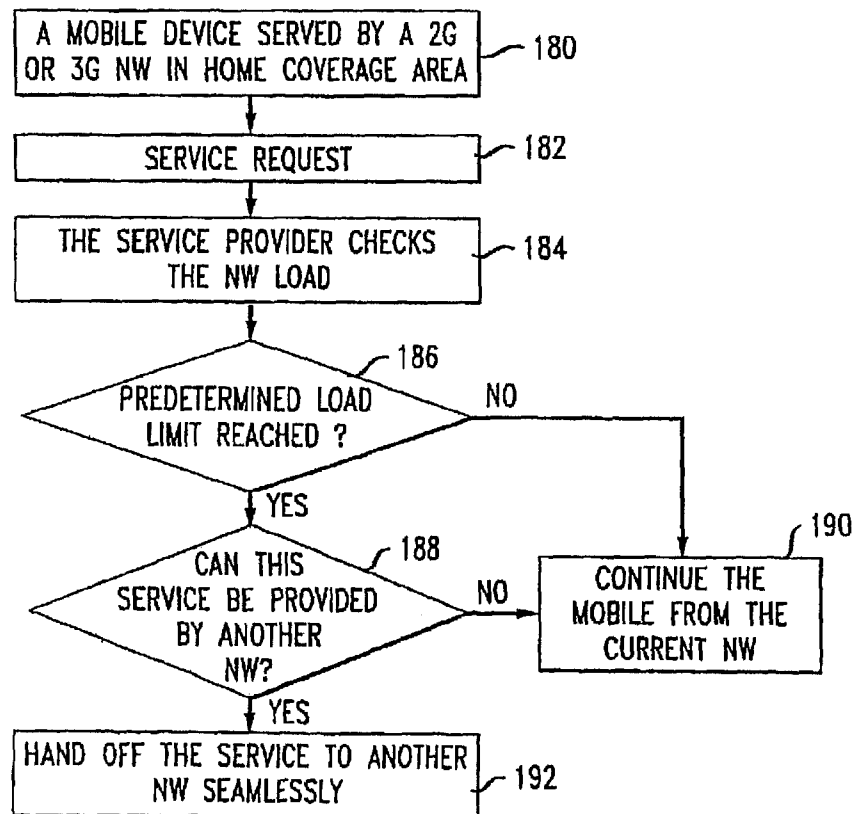 A MOBILE DEVICE SERVED BY A 2G
OR 3G NW IN HOME COVERAGE AREA
180
SERVICE REQUEST
182
THE SERVICE PROVIDER CHECKS
THE NW LOAD
184
186
PREDETERMINED LOAD
LIMIT REACHED ?
NO
YES
188
CAN THIS
SERVICE BE PROVIDED
BY ANOTHER
NW?
NO
190
CONTINUE THE
MOBILE FROM THE
CURRENT NW
YES
HAND OFF THE SERVICE TO ANOTHER
NW SEAMLESSLY
192